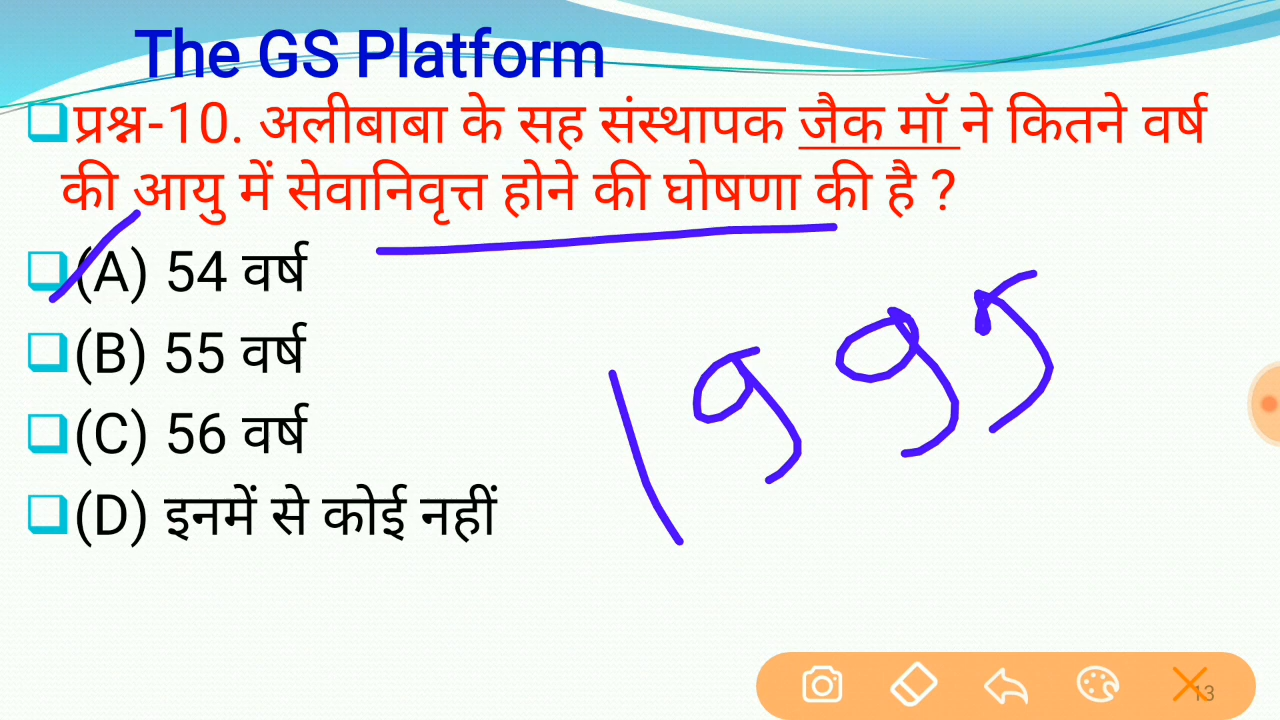 The GS Platform
प्रश्न-10. अलीबाबा के सह संस्थापक जैक मॉ ने कितने वर्ष
की आयु में सेवानिवृत्त होने की घोषणा की है ?
(A) 54 वर्ष
(B) 55 वर्ष
(C) 56 वर्ष
(D) इनमें से कोई नहीं
1995
13